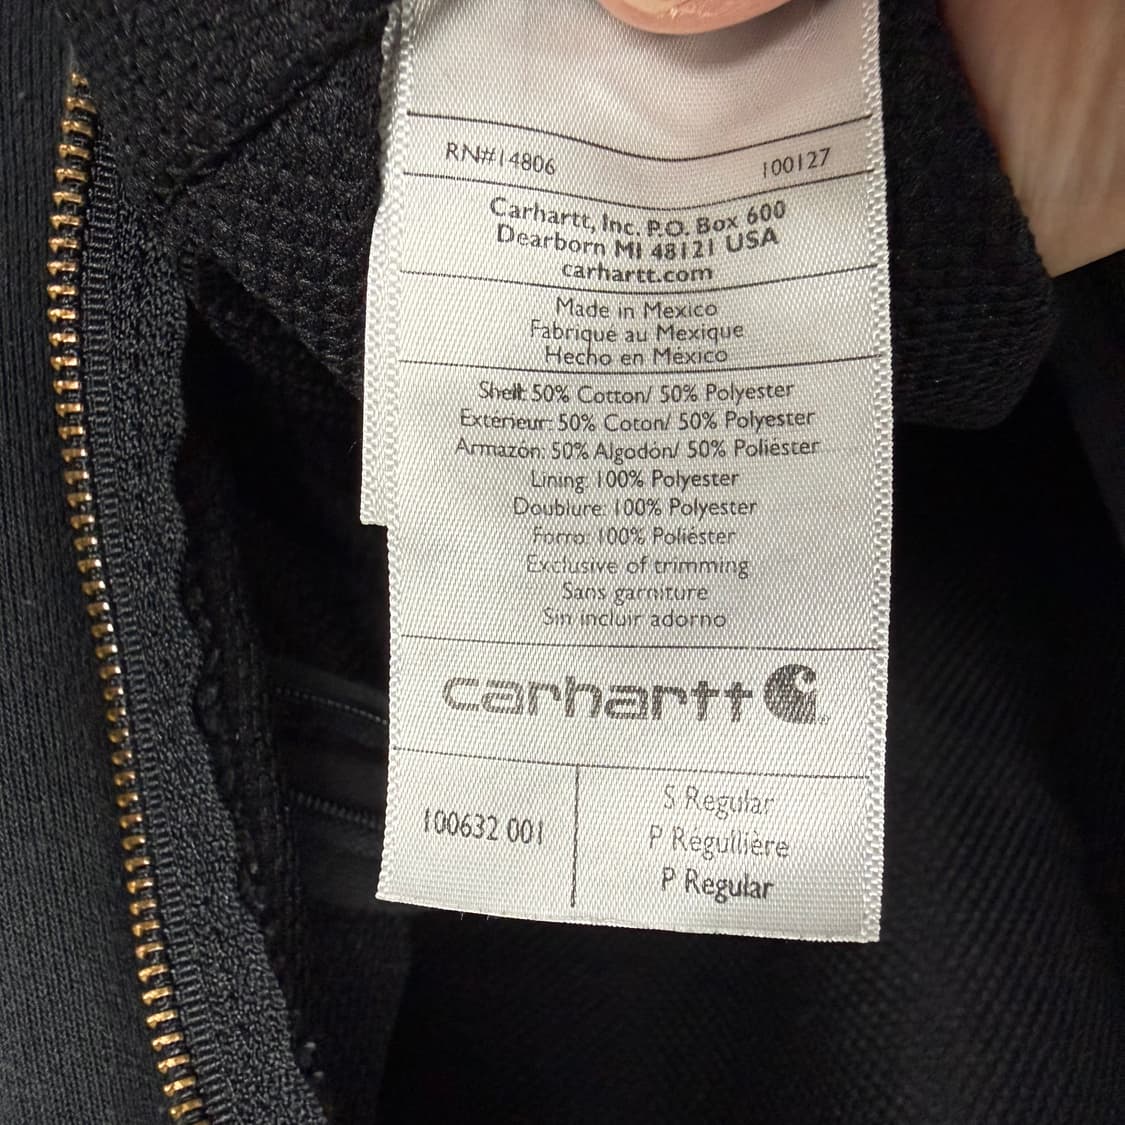 RN#14806 100127
Carhartt, Inc. P.O. Box 600
Dearborn MI 48121 USA
carhartt.com
Made in Mexico
Fabriqué au Mexique
Hecho en México
Shell: 50% Cotton/ 50% Polyester
Extérieur: 50% Coton/ 50% Polyester
Armazón: 50% Algodón/ 50% Poliéster
Lining: 100% Polyester
Doublure: 100% Polyester
Forro: 100% Poliéster
Exclusive of trimming
Sans garniture
Sin incluir adorno
carhartt
100632 001
S Regular
P Régullière
P Regular